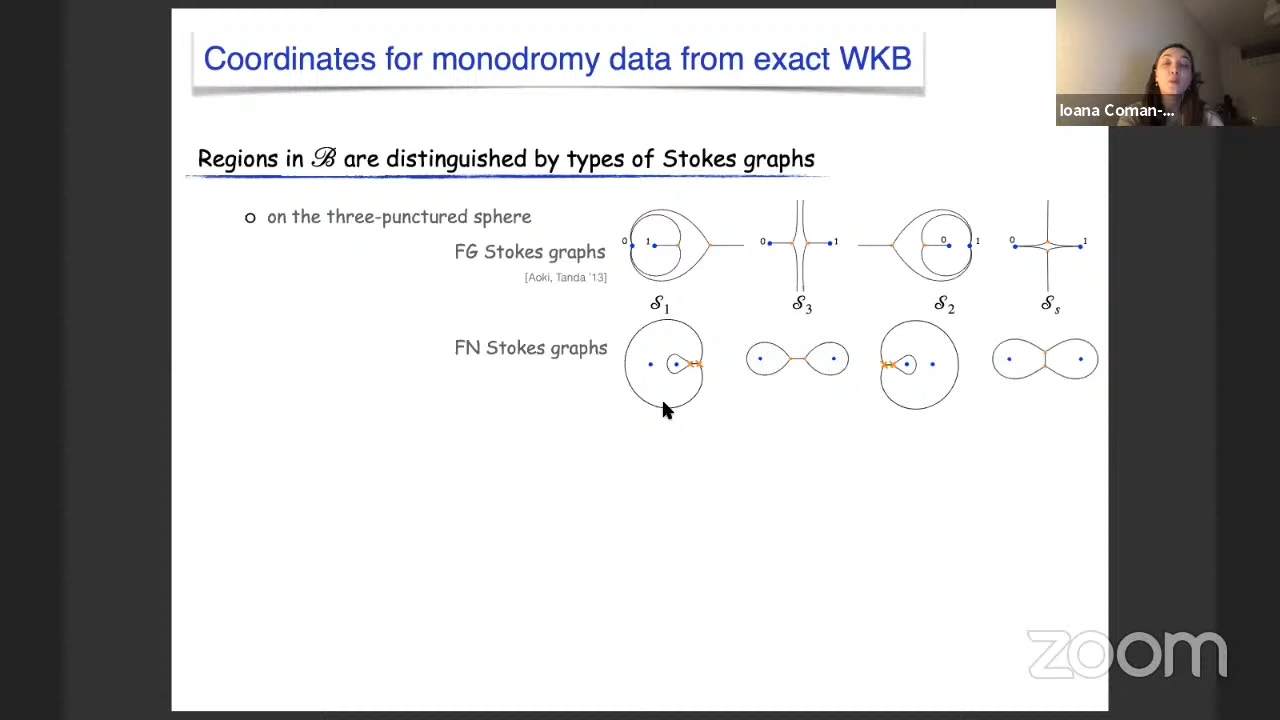 Coordinates for monodromy data from exact WKB
Ioana Coman-...
Regions in ℬ are distinguished by types of Stokes graphs
on the three-punctured sphere
FG Stokes graphs
[Aoki, Tanda '13]
0 1 0 1 0 1 0 1
𝒮1 𝒮3 𝒮2 𝒮s
FN Stokes graphs
zoom